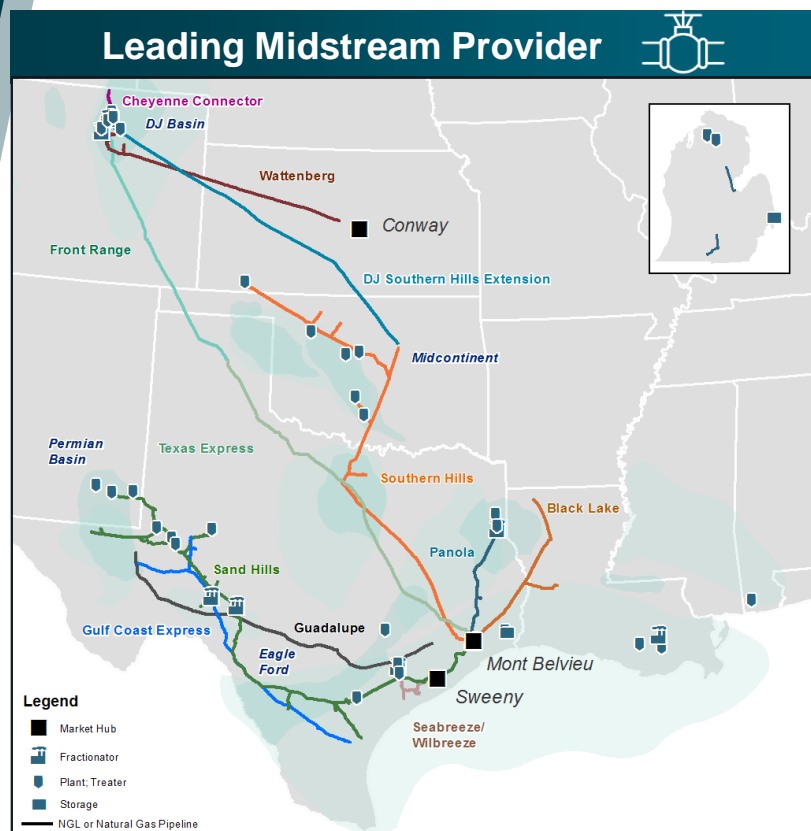 Leading Midstream Provider
Cheyenne Connector
DJ Basin
Wattenberg
Conway
Front Range
DJ Southern Hills Extension
Midcontinent
Permian
Basin
Texas Express
Southern Hills
Black Lake
Panola
Sand Hills
Gulf Coast Express
Guadalupe
Eagle
Ford
Mont Belvieu
Sweeny
Seabreeze/
Wilbreeze
Legend
Market Hub
Fractionator
Plant; Treater
Storage
NGL or Natural Gas Pipeline